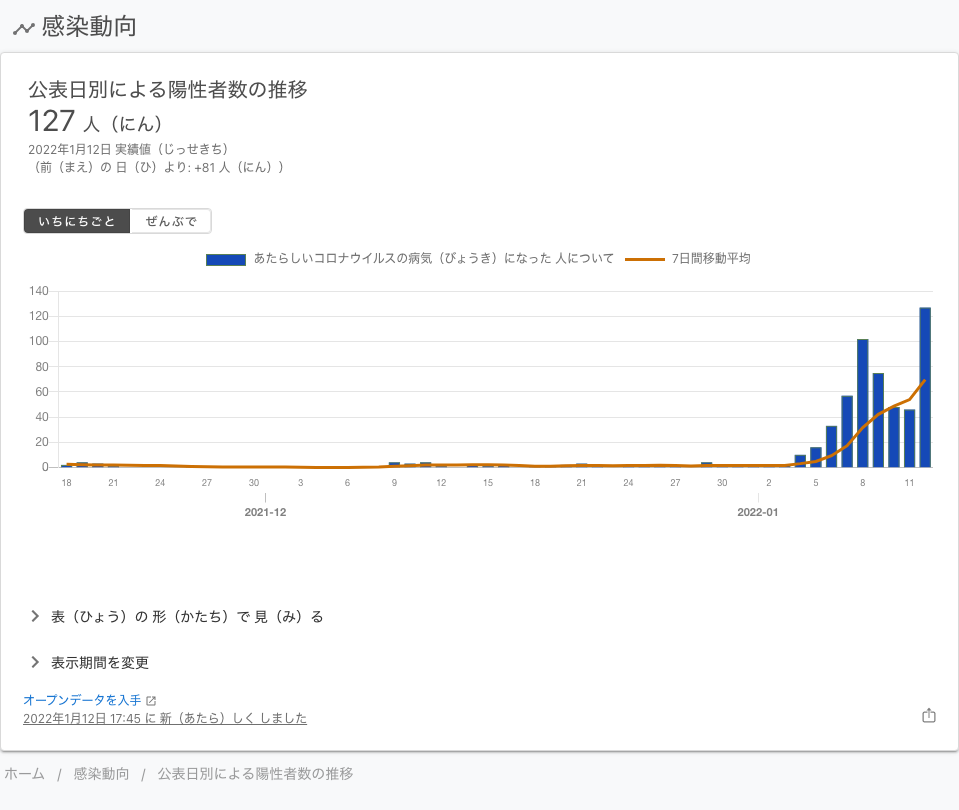 感染動向
公表日別による陽性者数の推移
127 人（にん）
2022年1月12日 実績値（じっせきち）
（前（まえ）の 日（ひ）より: +81 人（にん））
いちにちごと ぜんぶで
あたらしいコロナウイルスの病気（びょうき）になった 人について 7日間移動平均
140
120
100
80
60
40
20
0
18 21 24 27 30 3 6 9 12 15 18 21 24 27 30 2 5 8 11
2021-12 2022-01
表（ひょう）の 形（かたち）で 見（み）る
表示期間を変更
オープンデータを入手
2022年1月12日 17:45 に 新（あたら）しく しました
ホーム / 感染動向 / 公表日別による陽性者数の推移